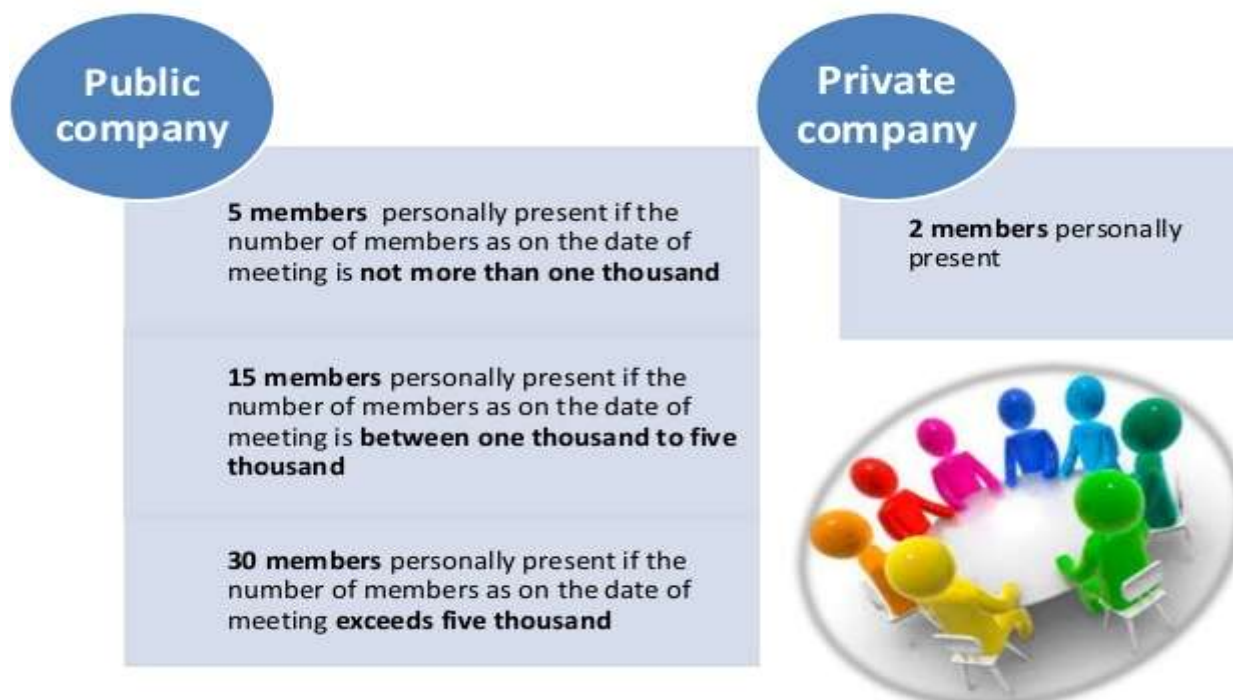 Public
company
5 members personally present if the
number of members as on the date of
meeting is not more than one thousand
15 members personally present if the
number of members as on the date of
meeting is between one thousand to five
thousand
30 members personally present if the
number of members as on the date of
meeting exceeds five thousand
Private
company
2 members personally
present